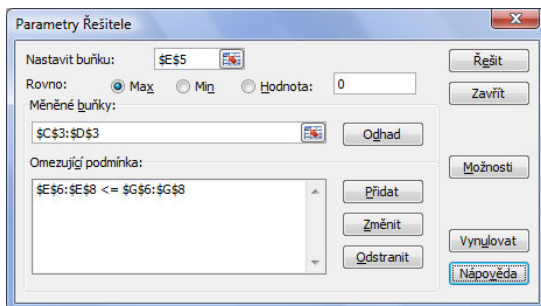 Parametry Řešitele
Nastavit buňku: $E$5
Řešit
Rovno: Max Min Hodnota: 0
Zavřít
Měněné buňky:
$C$3:$D$3
Odhad
Omezující podmínka:
Možnosti
$E$6:$E$8 <= $G$6:$G$8
Přidat
Změnit
Vynulovat
Odstranit
Nápověda